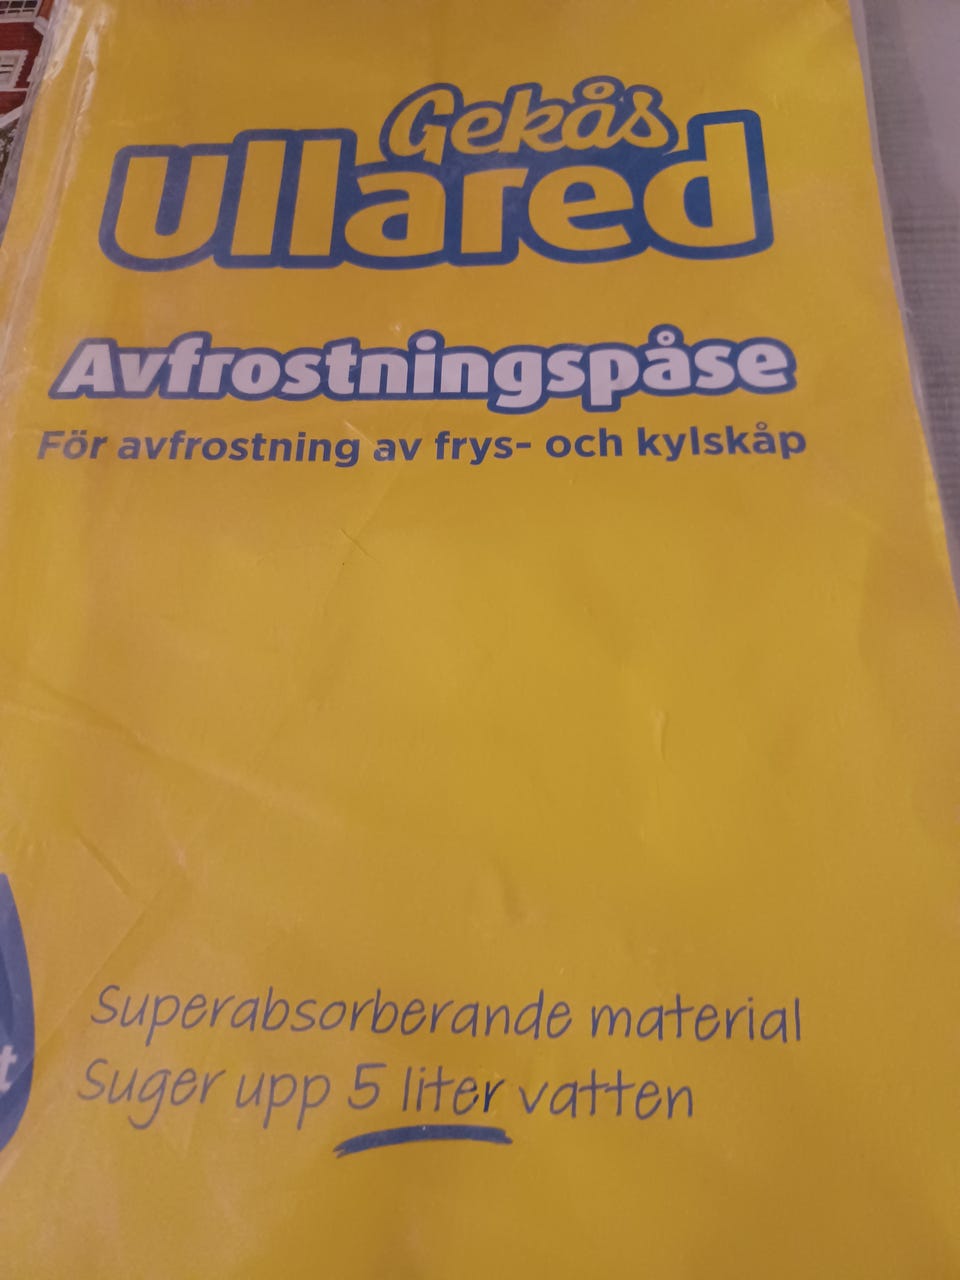 Gekås
ullared
Avfrostningspåse
För avfrostning av frys- och kylskåp
Superabsorberande material
Suger upp 5 liter vatten